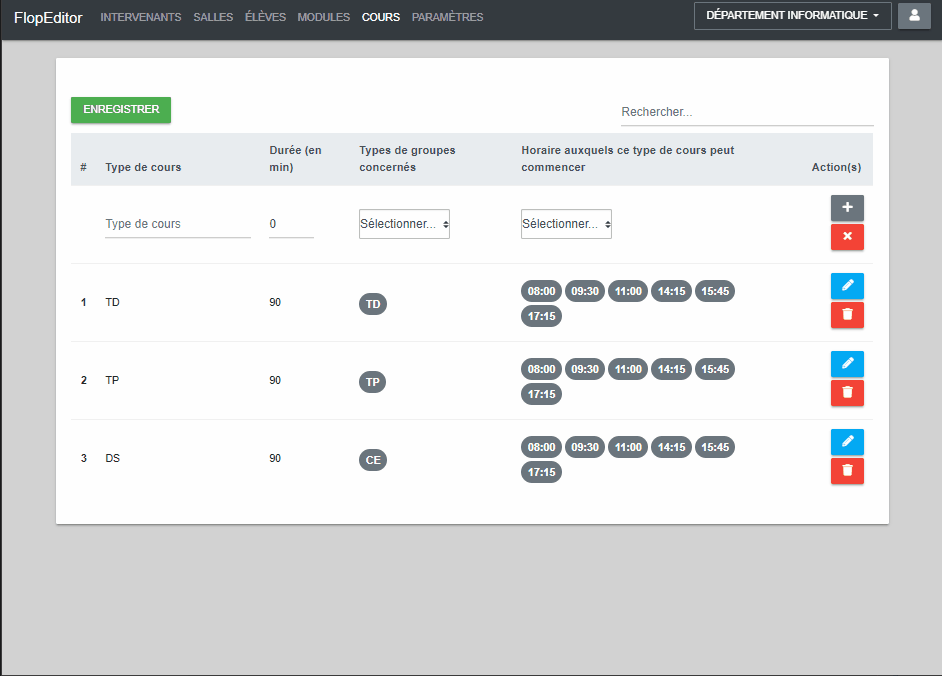 FlopEditor INTERVENANTS SALLES ÉLÈVES MODULES COURS PARAMÈTRES DÉPARTEMENT INFORMATIQUE
ENREGISTRER
Rechercher...
# Type de cours Durée (en min) Types de groupes concernés Horaire auxquels ce type de cours peut commencer Action(s)
Type de cours 0 Sélectionner... Sélectionner...
1 TD 90 TD 08:00 09:30 11:00 14:15 15:45
17:15
2 TP 90 TP 08:00 09:30 11:00 14:15 15:45
17:15
3 DS 90 CE 08:00 09:30 11:00 14:15 15:45
17:15